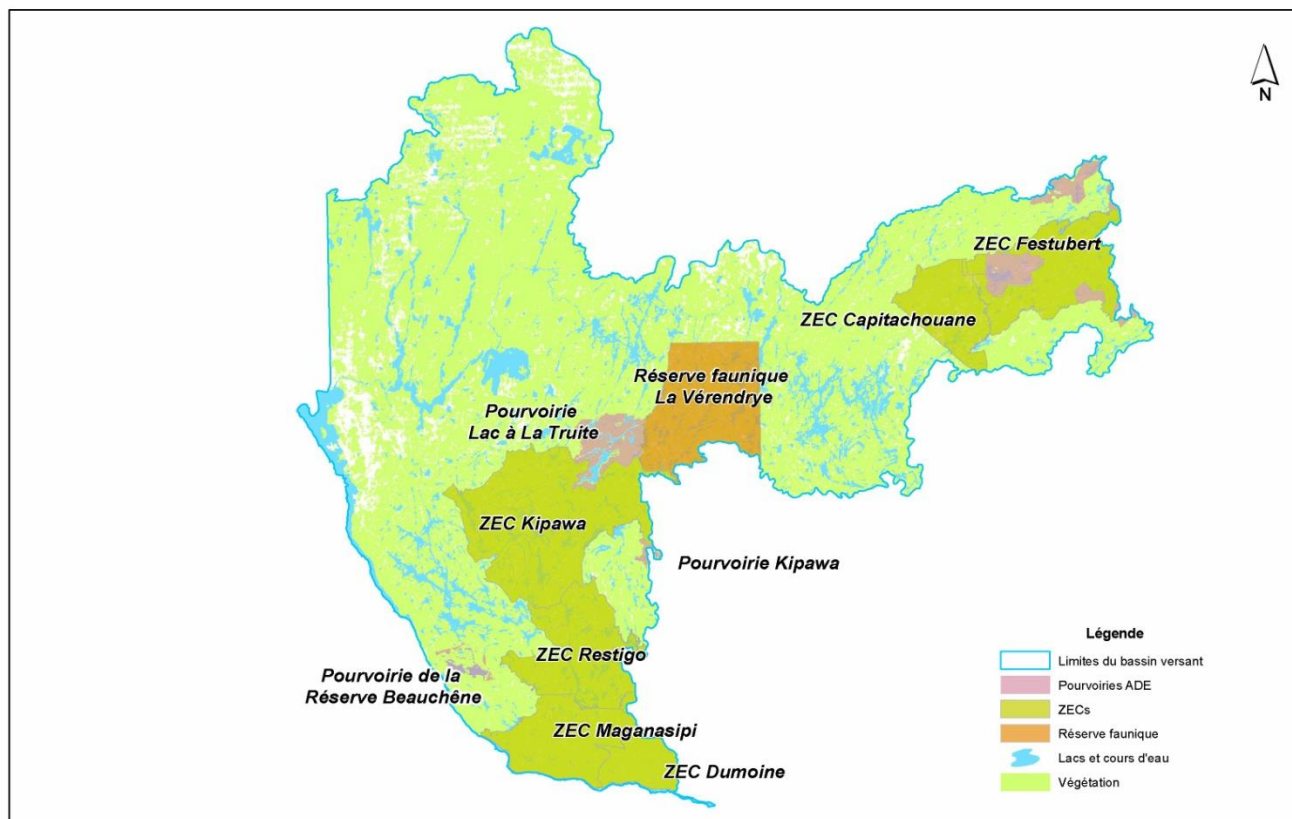 N
ZEC Festubert
ZEC Capitachouane
Réserve faunique
La Vérendrye
Pourvoirie
Lac à La Truite
ZEC Kipawa
Pourvoirie Kipawa
ZEC Restigo
Pourvoirie de la
Réserve Beauchêne
ZEC Maganasipi
ZEC Dumoine
Légende
Limites du bassin versant
Pourvoiries ADE
ZECs
Réserve faunique
Lacs et cours d'eau
Végétation